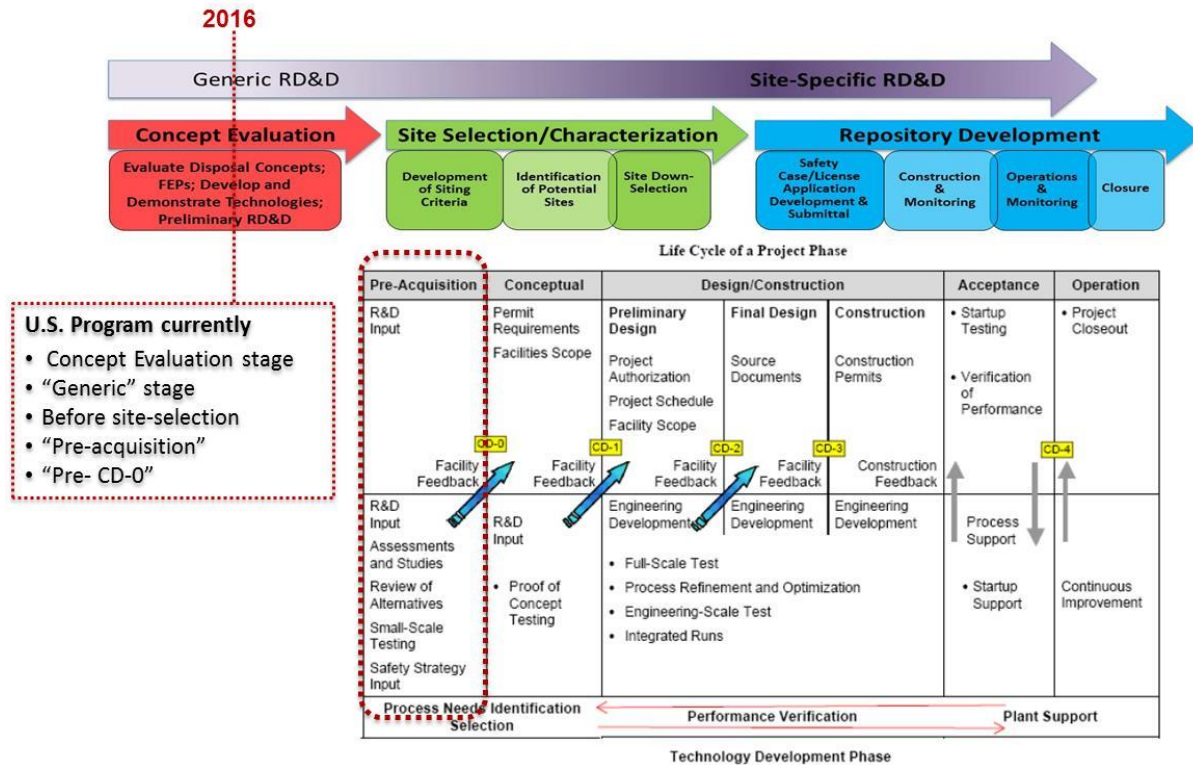 2016
Generic RD&D
Site-Specific RD&D
Concept Evaluation
Site Selection/Characterization
Repository Development
Evaluate Disposal Concepts;
FEPs; Develop and
Demonstrate Technologies;
Preliminary RD&D
Development
of Siting
Criteria
Identification
of Potential
Sites
Site Down-
Selection
Safety
Case/License
Application
Development &
Submittal
Construction
&
Monitoring
Operations
&
Monitoring
Closure
U.S. Program currently
• Concept Evaluation stage
• “Generic” stage
• Before site-selection
• “Pre-acquisition”
• “Pre- CD-0”
Life Cycle of a Project Phase
Pre-Acquisition
Conceptual
Design/Construction
Acceptance
Operation
R&D
Input
Permit
Requirements
Facilities Scope
Preliminary
Design
Project
Authorization
Project Schedule
Facility Scope
Final Design
Source
Documents
Construction
Construction
Permits
• Startup
Testing
• Verification
of
Performance
• Project
Closeout
CD-0
CD-1
CD-2
CD-3
CD-4
Facility
Feedback
Facility
Feedback
Facility
Feedback
Facility
Feedback
Construction
Feedback
R&D
Input
Assessments
and Studies
Review of
Alternatives
Small-Scale
Testing
Safety Strategy
Input
R&D
Input
• Proof of
Concept
Testing
Engineering
Development
Engineering
Development
Engineering
Development
• Full-Scale Test
• Process Refinement and Optimization
• Engineering-Scale Test
• Integrated Runs
Process
Support
• Startup
Support
Continuous
Improvement
Process Needs Identification
Selection
Performance Verification
Plant Support
Technology Development Phase